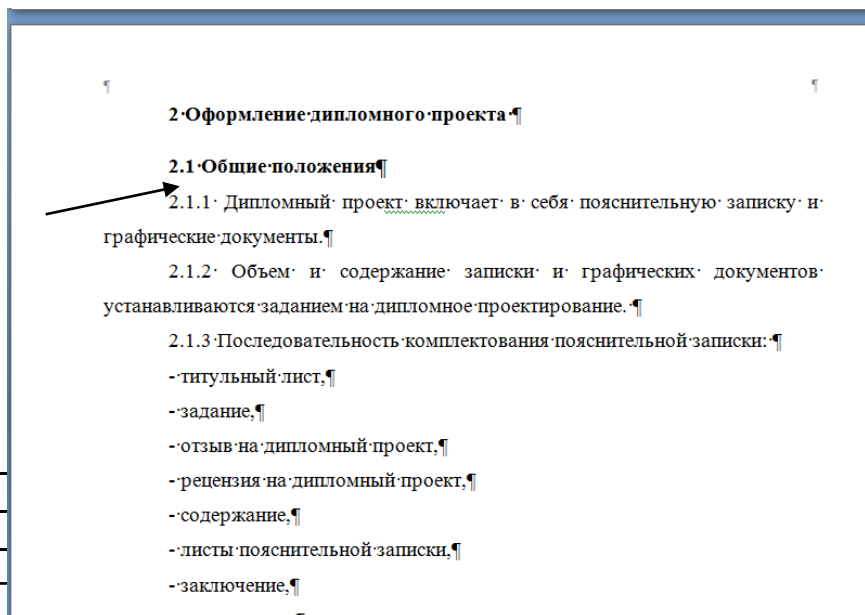 2 Оформление дипломного проекта
2.1 Общие положения
2.1.1 Дипломный проект включает в себя пояснительную записку и
графические документы.
2.1.2 Объем и содержание записки и графических документов
устанавливаются заданием на дипломное проектирование.
2.1.3 Последовательность комплектования пояснительной записки:
- титульный лист,
- задание,
- отзыв на дипломный проект,
- рецензия на дипломный проект,
- содержание,
- листы пояснительной записки,
- заключение,